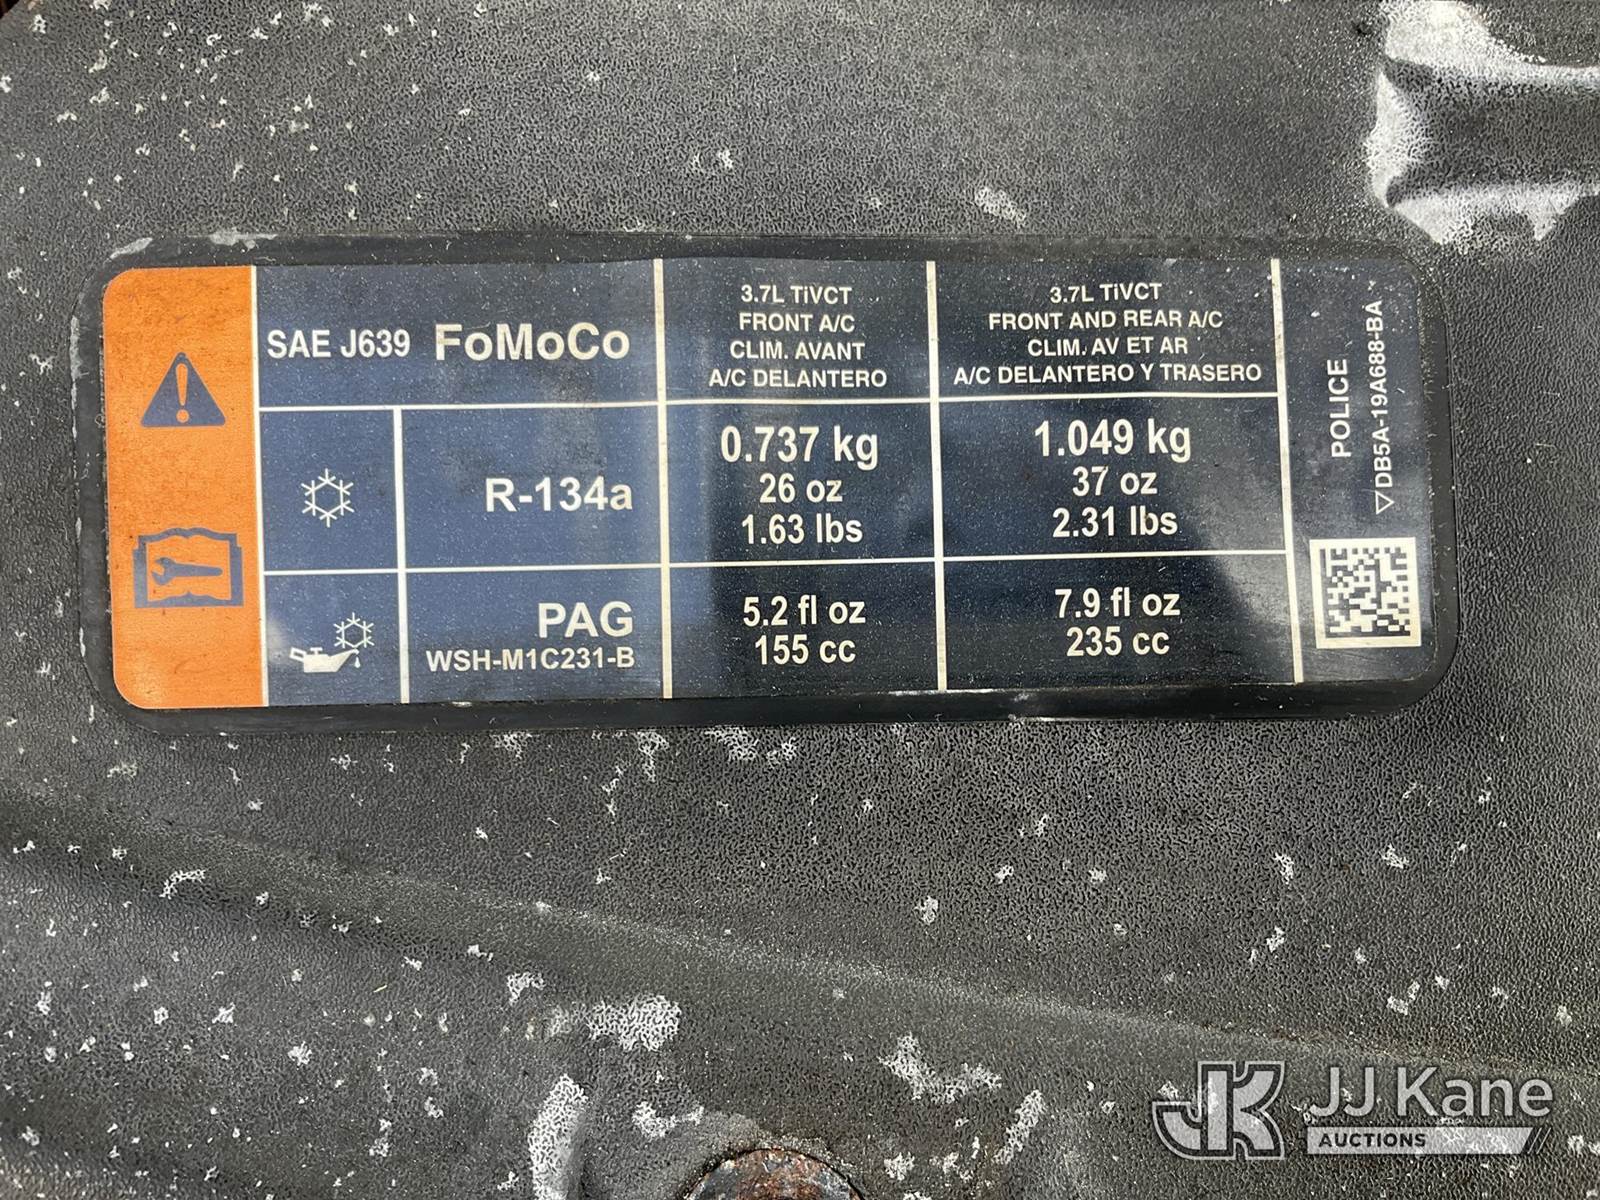 SAE J639 FoMoCo
3.7L TiVCT
FRONT A/C
CLIM. AVANT
A/C DELANTERO
3.7L TiVCT
FRONT AND REAR A/C
CLIM. AV ET AR
A/C DELANTERO Y TRASERO
R-134a
0.737 kg
26 oz
1.63 lbs
1.049 kg
37 oz
2.31 lbs
PAG
WSH-M1C231-B
5.2 fl oz
155 cc
7.9 fl oz
235 cc
POLICE
DB5A-19A688-BA
JK JJ Kane
AUCTIONS